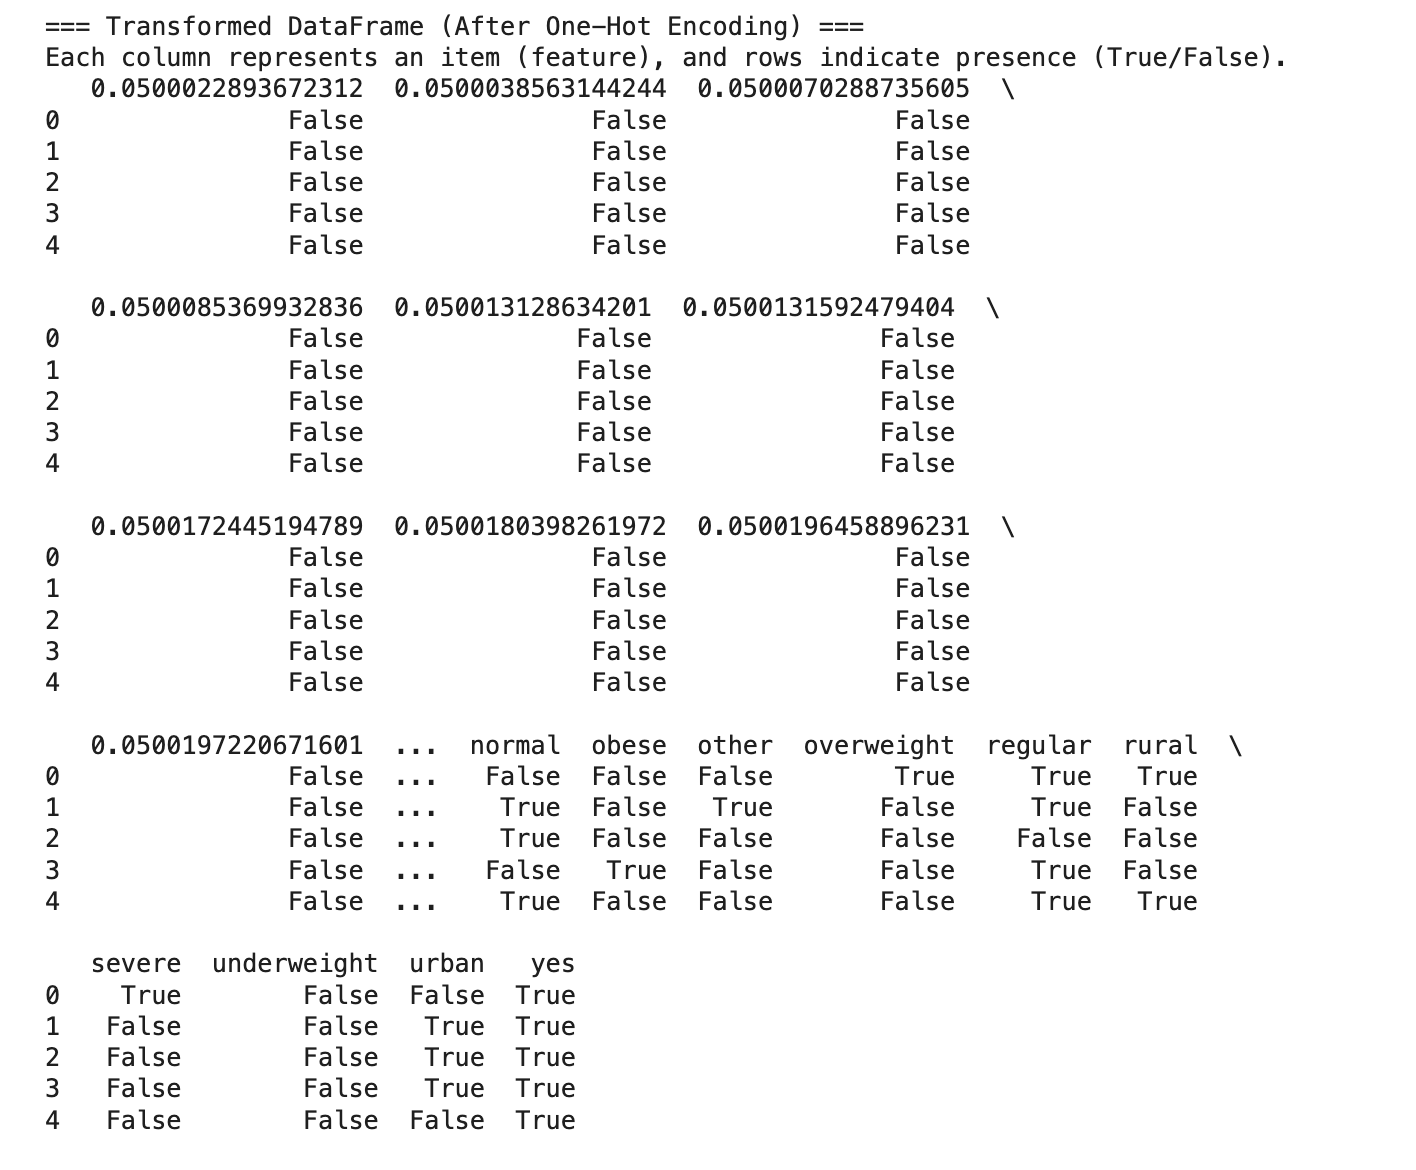 === Transformed DataFrame (After One-Hot Encoding) ===
Each column represents an item (feature), and rows indicate presence (True/False).
   0.0500022893672312  0.0500038563144244  0.0500070288735605  \
0               False               False               False
1               False               False               False
2               False               False               False
3               False               False               False
4               False               False               False

   0.0500085369932836  0.050013128634201  0.0500131592479404  \
0               False              False               False
1               False              False               False
2               False              False               False
3               False              False               False
4               False              False               False

   0.0500172445194789  0.0500180398261972  0.0500196458896231  \
0               False               False               False
1               False               False               False
2               False               False               False
3               False               False               False
4               False               False               False

   0.0500197220671601  ...  normal  obese  other  overweight  regular  rural  \
0               False  ...   False  False  False        True     True   True
1               False  ...    True  False   True       False     True  False
2               False  ...    True  False  False       False    False  False
3               False  ...   False   True  False       False     True  False
4               False  ...    True  False  False       False     True   True

   severe  underweight  urban   yes
0    True        False  False  True
1   False        False   True  True
2   False        False   True  True
3   False        False   True  True
4   False        False  False  True